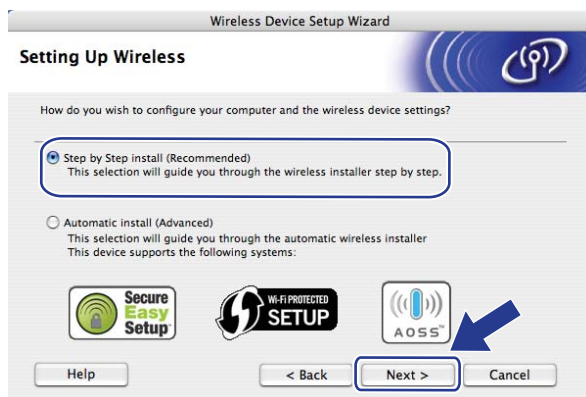 Wireless Device Setup Wizard
Setting Up Wireless
How do you wish to configure your computer and the wireless device settings?
Step by Step install (Recommended)
This selection will guide you through the wireless installer step by step.
Automatic install (Advanced)
This selection will guide you through the automatic wireless installer
This device supports the following systems:
Secure
Easy
Setup
Wi-Fi PROTECTED
SETUP
AOSS™
Help
< Back
Next >
Cancel